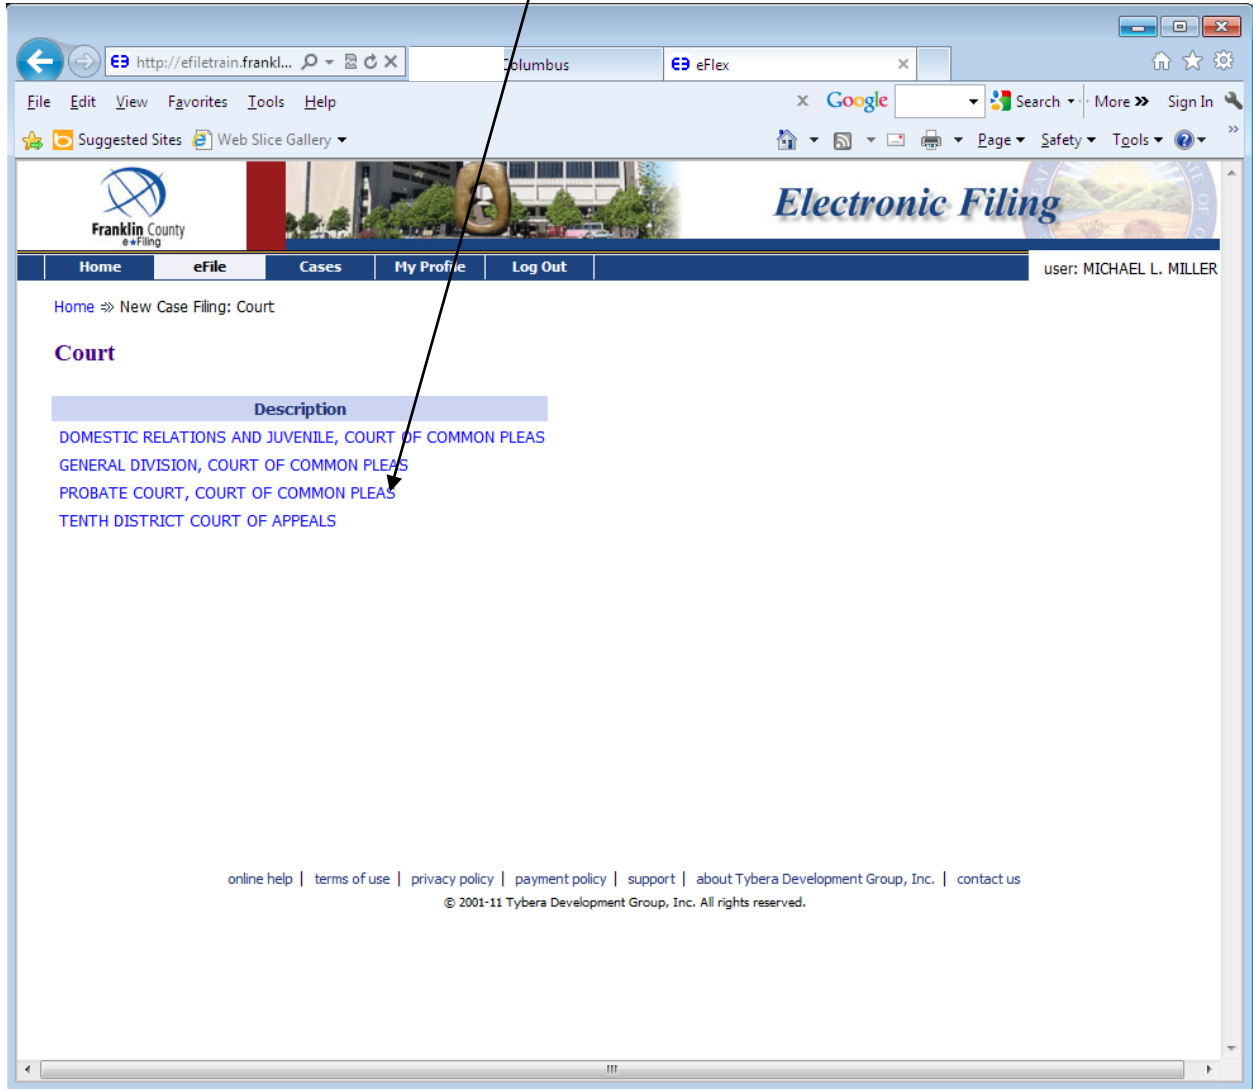 http://efiletrain.frankl...
Columbus
eFlex
File Edit View Favorites Tools Help
x Google Search More » Sign In
Suggested Sites Web Slice Gallery
Page Safety Tools »
Franklin County
e★Filing
Electronic Filing
Home eFile Cases My Profile Log Out
user: MICHAEL L. MILLER
Home ⇒ New Case Filing: Court
Court
Description
DOMESTIC RELATIONS AND JUVENILE, COURT OF COMMON PLEAS
GENERAL DIVISION, COURT OF COMMON PLEAS
PROBATE COURT, COURT OF COMMON PLEAS
TENTH DISTRICT COURT OF APPEALS
online help | terms of use | privacy policy | payment policy | support | about Tybera Development Group, Inc. | contact us
© 2001-11 Tybera Development Group, Inc. All rights reserved.